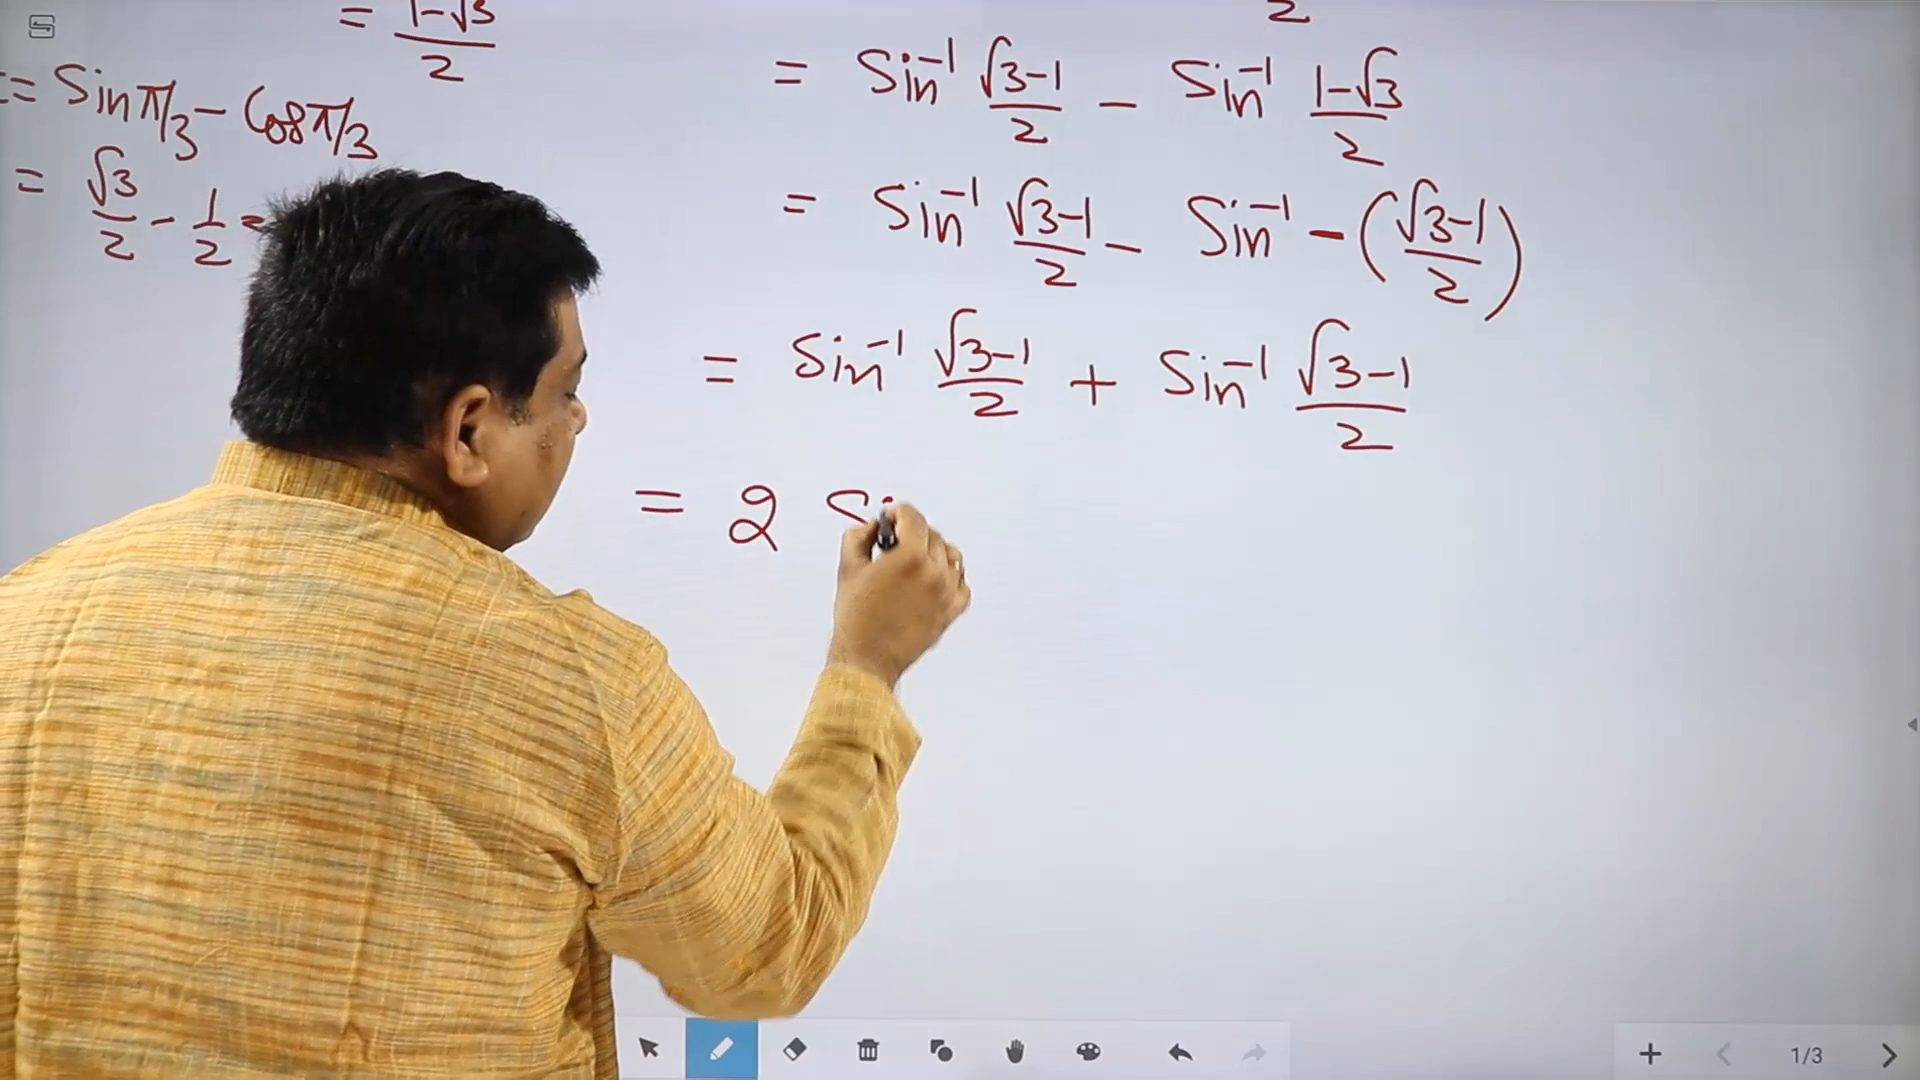 = 1-√3 / 2
t= Sin π/3 - Cos π/3
= √3/2 - 1/2 =
2
= Sin⁻¹ √3-1 / 2 - Sin⁻¹ 1-√3 / 2
= Sin⁻¹ √3-1 / 2 - Sin⁻¹ -(√3-1 / 2)
= Sin⁻¹ √3-1 / 2 + Sin⁻¹ √3-1 / 2
= 2 Si
1/3